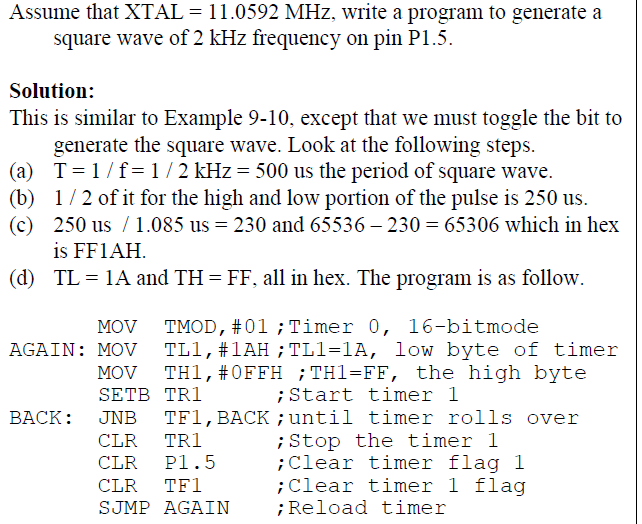 Assume that XTAL = 11.0592 MHz, write a program to generate a
square wave of 2 kHz frequency on pin P1.5.
Solution:
This is similar to Example 9-10, except that we must toggle the bit to
generate the square wave. Look at the following steps.
(a) T = 1 / f = 1 / 2 kHz = 500 us the period of square wave.
(b) 1 / 2 of it for the high and low portion of the pulse is 250 us.
(c) 250 us / 1.085 us = 230 and 65536 – 230 = 65306 which in hex
is FF1AH.
(d) TL = 1A and TH = FF, all in hex. The program is as follow.
MOV TMOD,#01 ;Timer 0, 16-bitmode
AGAIN: MOV TL1,#1AH ;TL1=1A, low byte of timer
MOV TH1,#0FFH ;TH1=FF, the high byte
SETB TR1 ;Start timer 1
BACK: JNB TF1,BACK ;until timer rolls over
CLR TR1 ;Stop the timer 1
CLR P1.5 ;Clear timer flag 1
CLR TF1 ;Clear timer 1 flag
SJMP AGAIN ;Reload timer